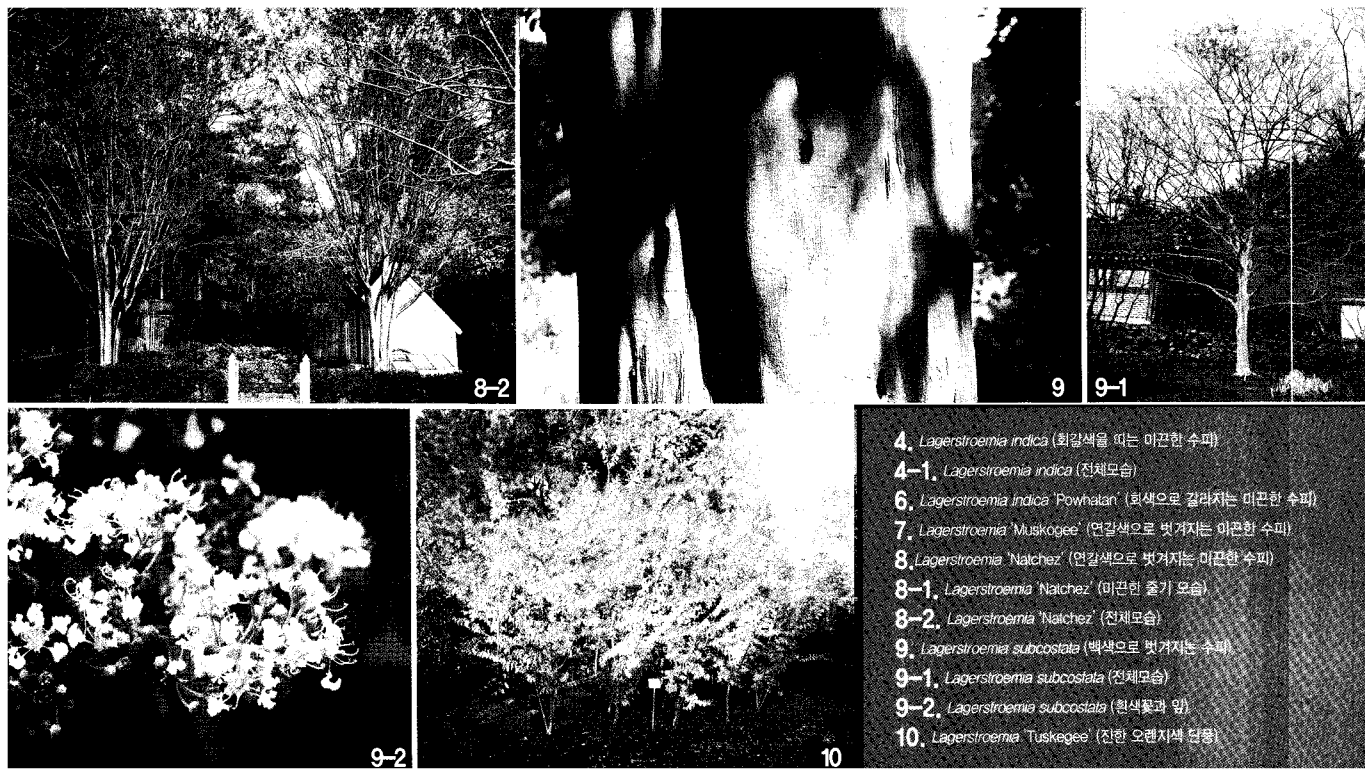 8-2
9
9-1
9-2
10
4. Lagerstroemia indica (회갈색을 띠는 미끈한 수피)
4-1. Lagerstroemia indica (전체모습)
6. Lagerstroemia indica 'Powhatan' (회색으로 갈라지는 미끈한 수피)
7. Lagerstroemia 'Muskogee' (연갈색으로 벗겨지는 미끈한 수피)
8. Lagerstroemia 'Natchez' (연갈색으로 벗겨지는 미끈한 수피)
8-1. Lagerstroemia 'Natchez' (미끈한 줄기 모습)
8-2. Lagerstroemia 'Natchez' (전체모습)
9. Lagerstroemia subcostata (백색으로 벗겨지는 수피)
9-1. Lagerstroemia subcostata (전체모습)
9-2. Lagerstroemia subcostata (흰색꽃과 잎)
10. Lagerstroemia 'Tuskegee' (진한 오렌지색 단풍)